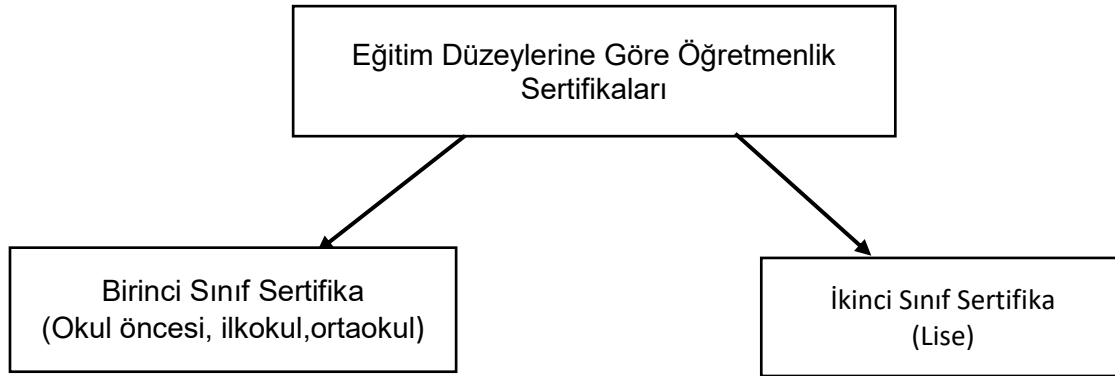 Eğitim Düzeylerine Göre Öğretmenlik
Sertifikaları
Birinci Sınıf Sertifika
(Okul öncesi, ilkokul,ortaokul)
İkinci Sınıf Sertifika
(Lise)